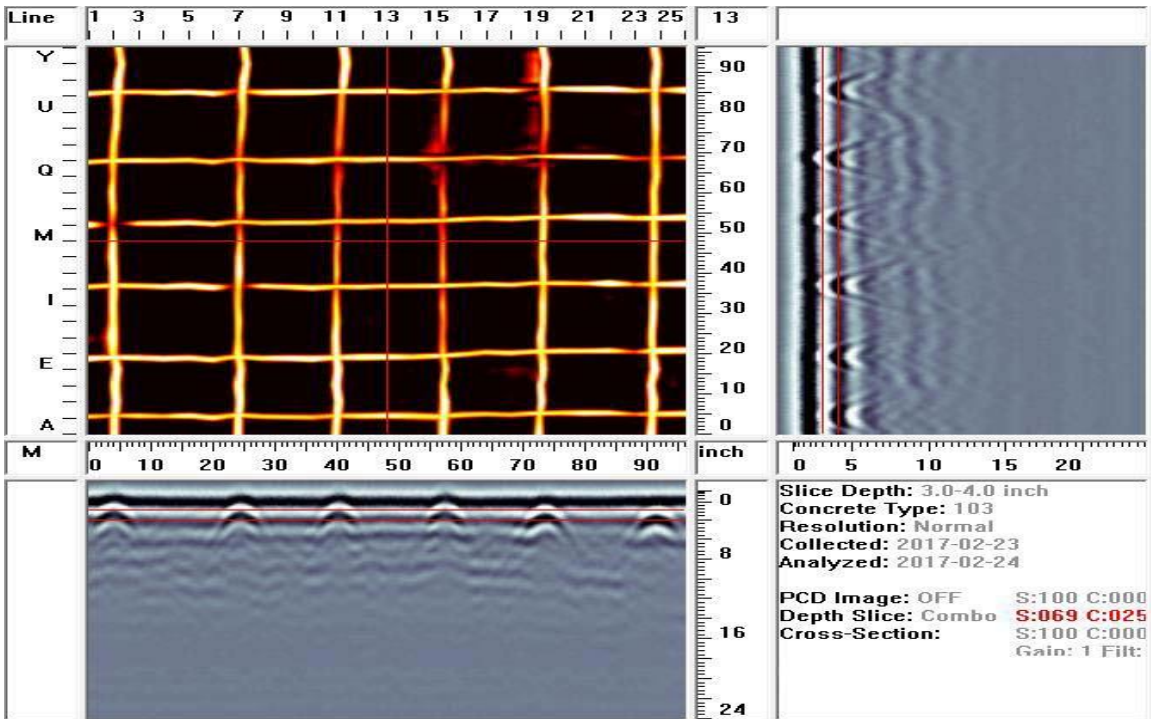 Line 1 3 5 7 9 11 13 15 17 19 21 23 25 13
Y
U
Q
M
I
E
A
90
80
70
60
50
40
30
20
10
0
M 0 10 20 30 40 50 60 70 80 90 inch 0 5 10 15 20
0
8
16
24
Slice Depth: 3.0-4.0 inch
Concrete Type: 103
Resolution: Normal
Collected: 2017-02-23
Analyzed: 2017-02-24
PCD Image: OFF S:100 C:000
Depth Slice: Combo S:069 C:025
Cross-Section: S:100 C:000
Gain: 1 Filt: